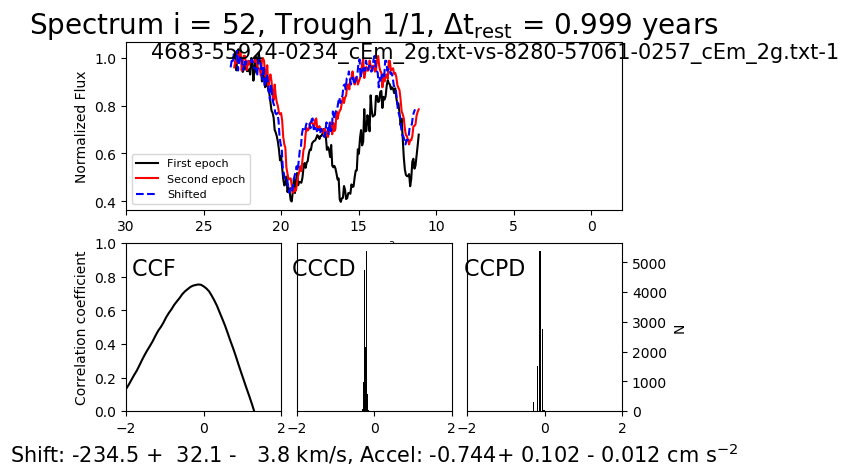 Spectrum i = 52, Trough 1/1, Δt_rest = 0.999 years
4683-55924-0234_cEm_2g.txt-vs-8280-57061-0257_cEm_2g.txt-1
Normalized Flux
1.0
0.8
0.6
0.4
First epoch
Second epoch
Shifted
30 25 20 15 10 5 0
Correlation coefficient
1.0
0.8
0.6
0.4
0.2
0.0
CCF
CCCD
CCPD
5000
4000
3000
2000
1000
0
N
−2 0 2
−2 0 2
−2 0 2
Shift: -234.5 + 32.1 - 3.8 km/s, Accel: -0.744+ 0.102 - 0.012 cm s⁻²